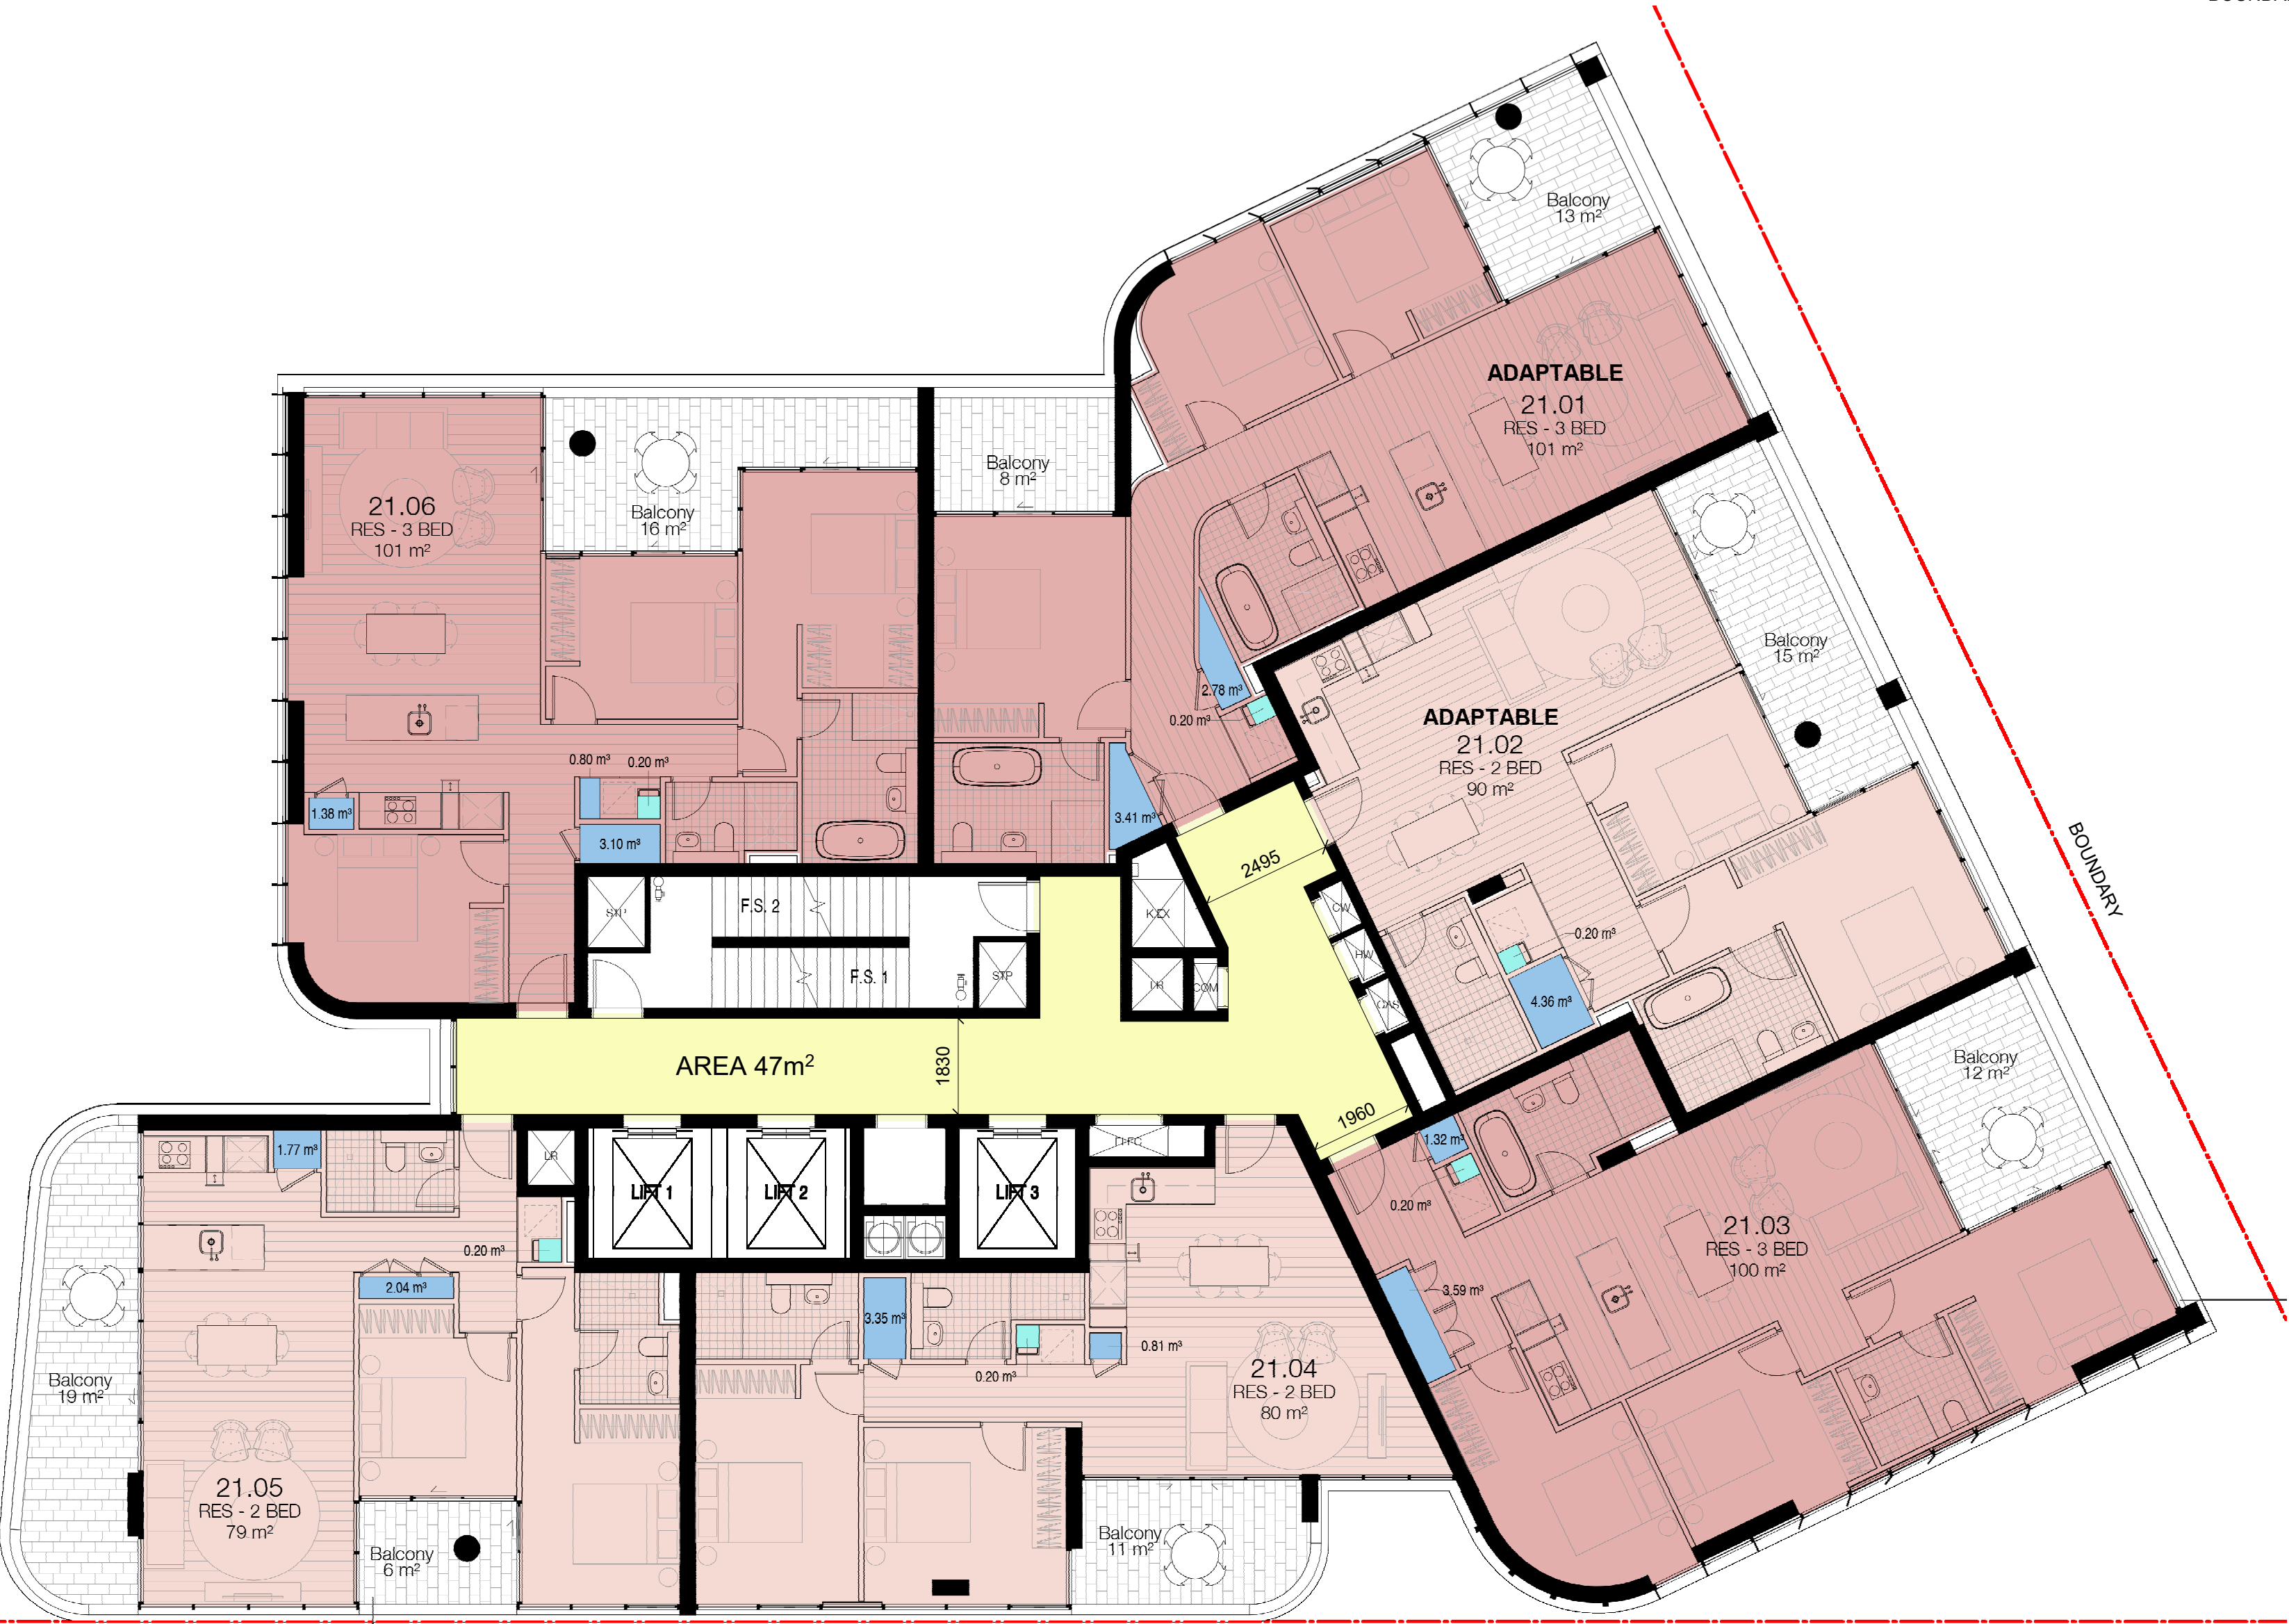 Balcony
13 m²
ADAPTABLE
21.01
RES - 3 BED
101 m²
Balcony
8 m²
21.06
RES - 3 BED
101 m²
Balcony
16 m²
Balcony
15 m²
2.78 m³
0.20 m³
ADAPTABLE
21.02
RES - 2 BED
90 m²
0.80 m³
0.20 m³
1.38 m³
3.10 m³
3.41 m³
2495
BOUNDARY
STP
F.S. 2
K.EX
CW
HW
GAS
0.20 m³
F.S. 1
STP
LR
COM
4.36 m³
AREA 47m²
1830
1960
Balcony
12 m²
1.77 m³
LR
LIFT 1
LIFT 2
LIFT 3
1.32 m³
0.20 m³
21.03
RES - 3 BED
100 m²
0.20 m³
2.04 m³
3.35 m³
0.81 m³
0.20 m³
3.59 m³
Balcony
19 m²
21.04
RES - 2 BED
80 m²
21.05
RES - 2 BED
79 m²
Balcony
6 m²
Balcony
11 m²